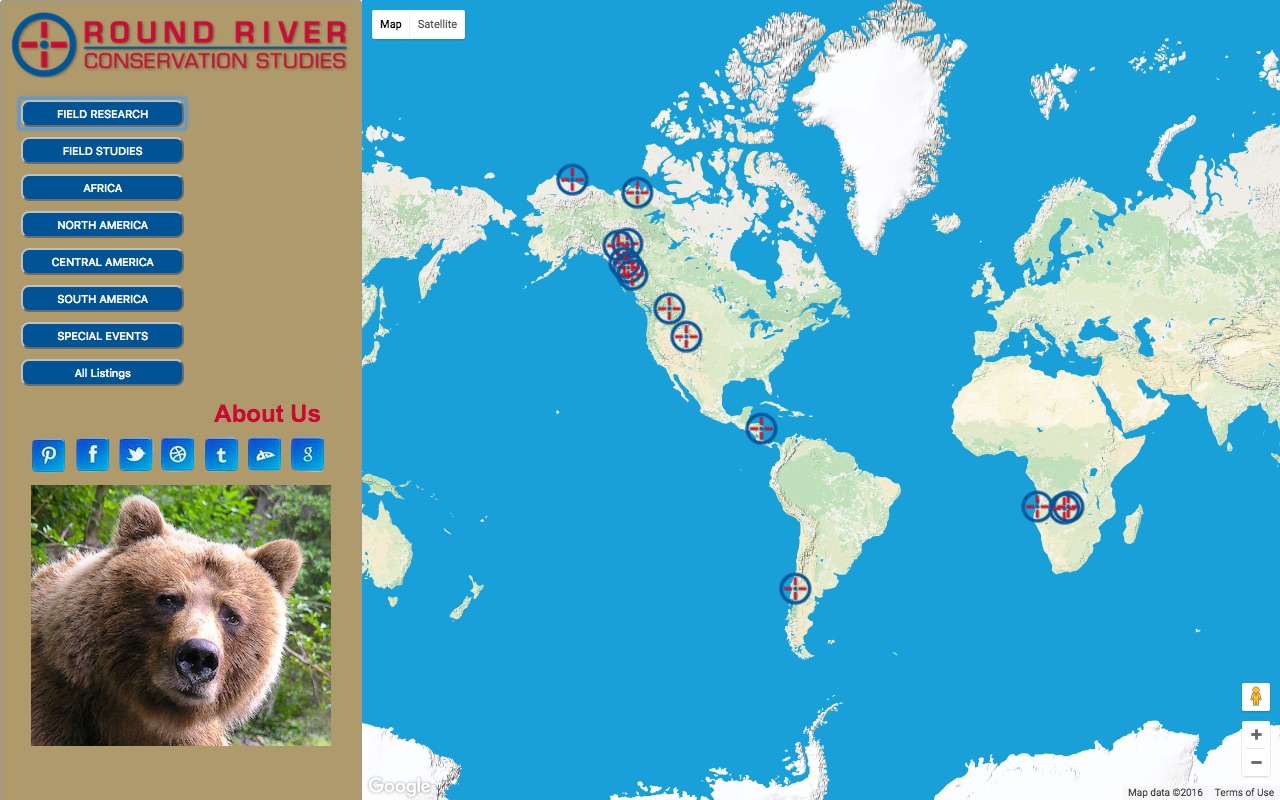 ROUND RIVER
CONSERVATION STUDIES
FIELD RESEARCH
FIELD STUDIES
AFRICA
NORTH AMERICA
CENTRAL AMERICA
SOUTH AMERICA
SPECIAL EVENTS
All Listings
About Us
Map Satellite
Google
Map data ©2016 Terms of Use